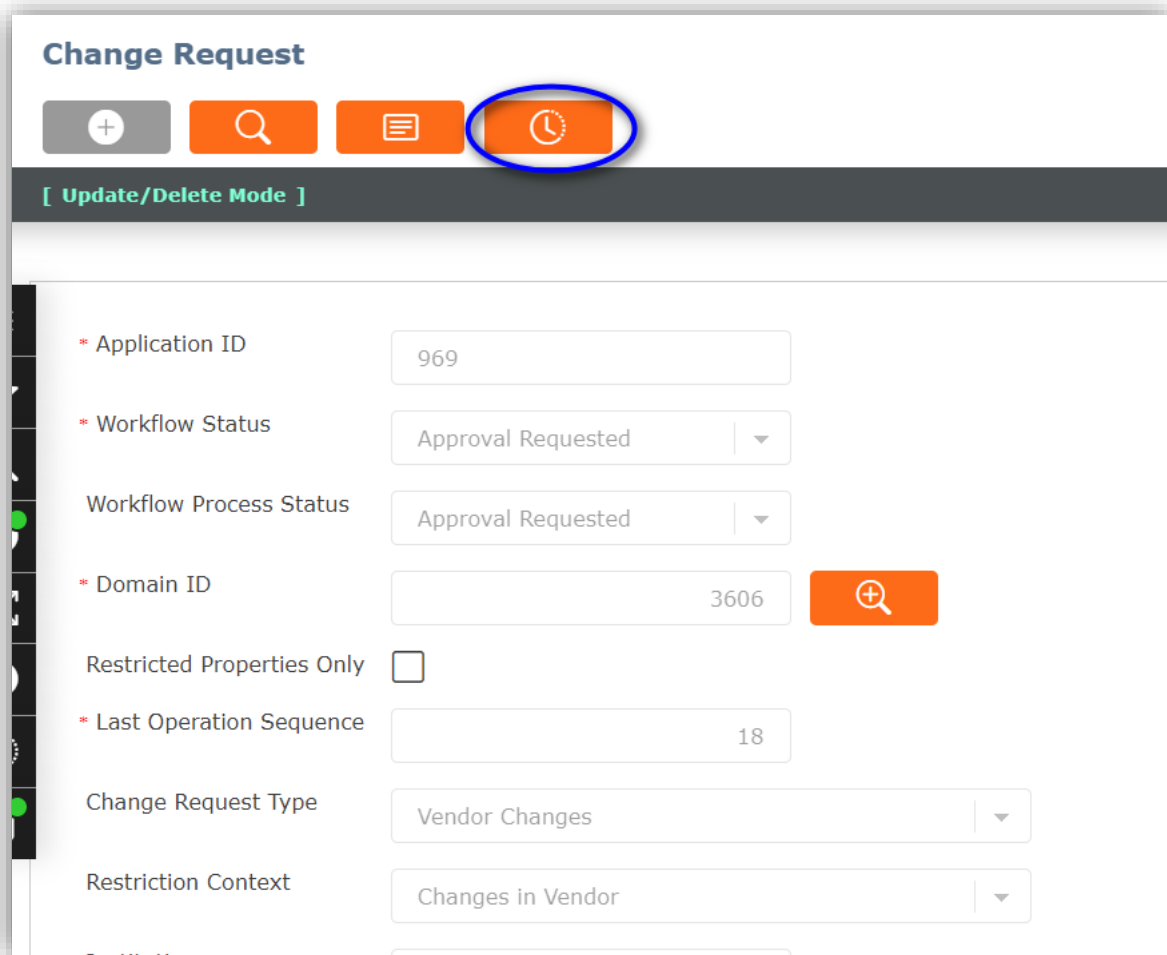 Change Request
[ Update/Delete Mode ]
* Application ID
969
* Workflow Status
Approval Requested
Workflow Process Status
Approval Requested
* Domain ID
3606
Restricted Properties Only
* Last Operation Sequence
18
Change Request Type
Vendor Changes
Restriction Context
Changes in Vendor